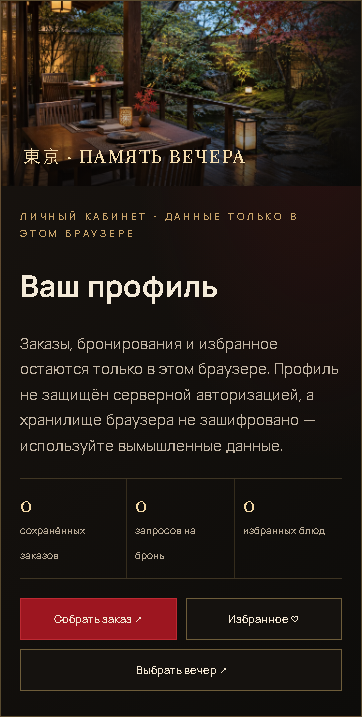 東京 · ПАМЯТЬ ВЕЧЕРА
ЛИЧНЫЙ КАБИНЕТ · ДАННЫЕ ТОЛЬКО В
ЭТОМ БРАУЗЕРЕ
Ваш профиль
Заказы, бронирования и избранное
остаются только в этом браузере. Профиль
не защищён серверной авторизацией, а
хранилище браузера не зашифровано —
используйте вымышленные данные.
0
сохранённых
заказов
0
запросов на
бронь
0
избранных блюд
Собрать заказ ↗
Избранное ♡
Выбрать вечер ↗